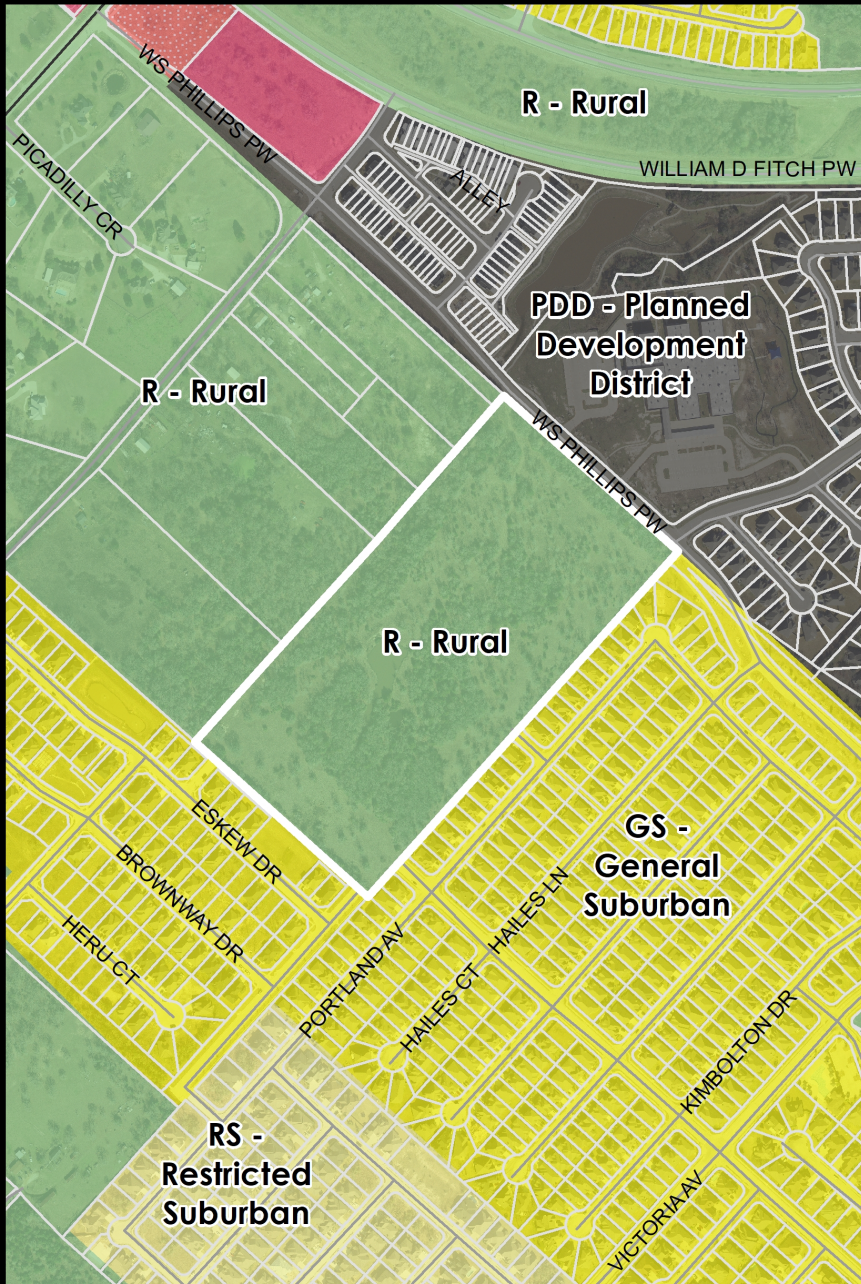 R - Rural
WS PHILLIPS PW
WILLIAM D FITCH PW
ALLEY
PICADILLY CR
PDD - Planned
Development
District
R - Rural
WS PHILLIPS PW
R - Rural
ESKEW DR
GS -
General
Suburban
BROWNWAY DR
HAILES LN
HERU CT
PORTLAND AV
HAILES CT
KIMBOLTON DR
RS -
Restricted
Suburban
VICTORIA AV